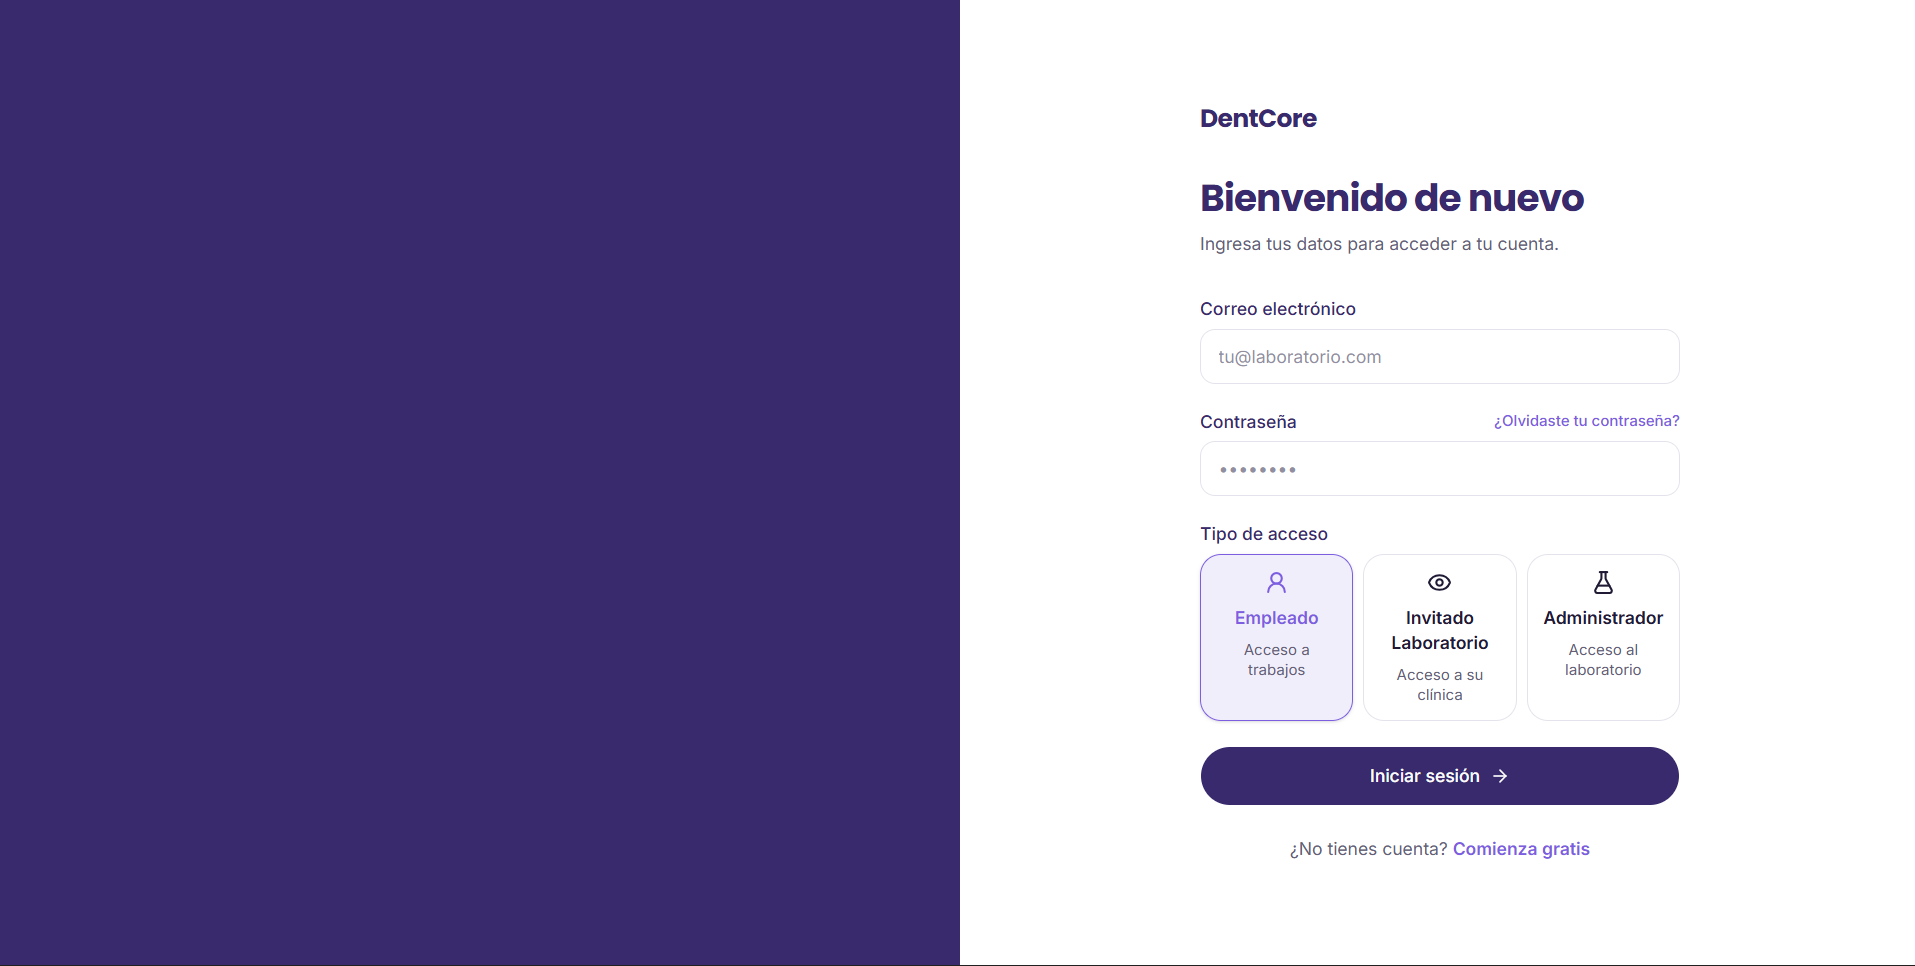 DentCore
Bienvenido de nuevo
Ingresa tus datos para acceder a tu cuenta.
Correo electrónico
tu@laboratorio.com
Contraseña
¿Olvidaste tu contraseña?
••••••••
Tipo de acceso
Empleado
Acceso a
trabajos
Invitado
Laboratorio
Acceso a su
clínica
Administrador
Acceso al
laboratorio
Iniciar sesión →
¿No tienes cuenta? Comienza gratis